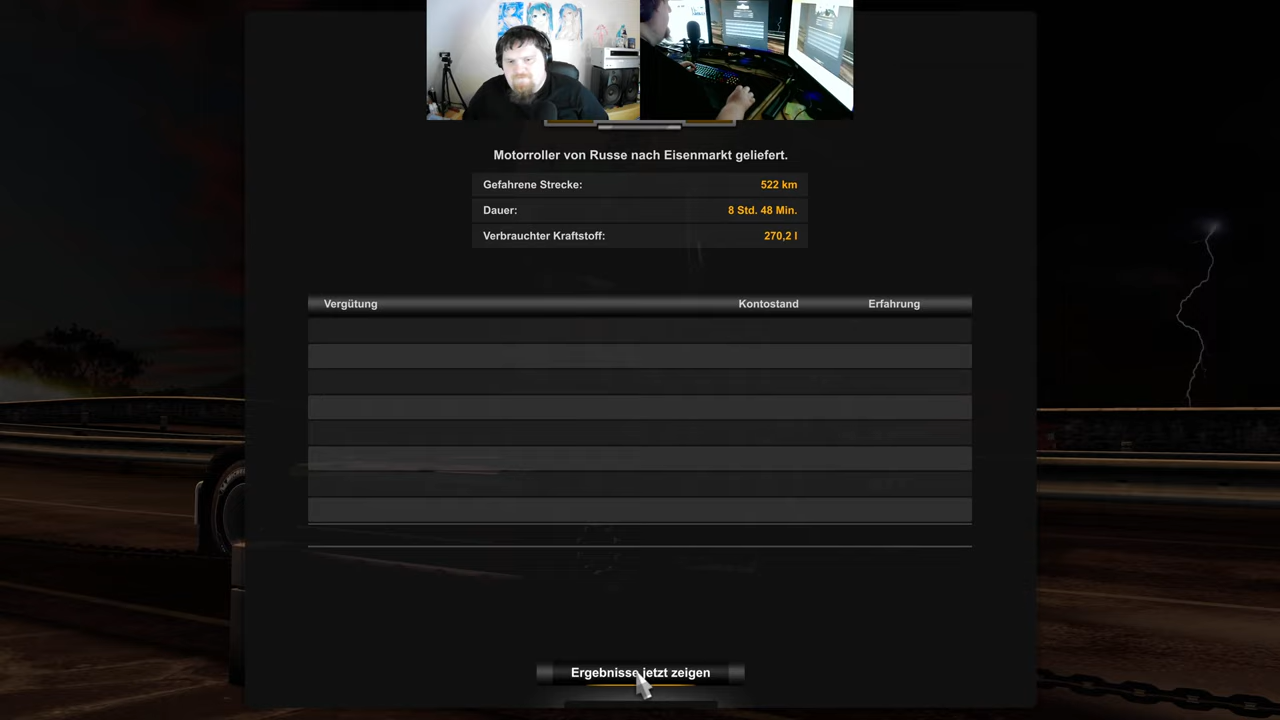 Motorroller von Russe nach Eisenmarkt geliefert.
Gefahrene Strecke: 522 km
Dauer: 8 Std. 48 Min.
Verbrauchter Kraftstoff: 270,2 l
Vergütung Kontostand Erfahrung
Ergebnisse jetzt zeigen